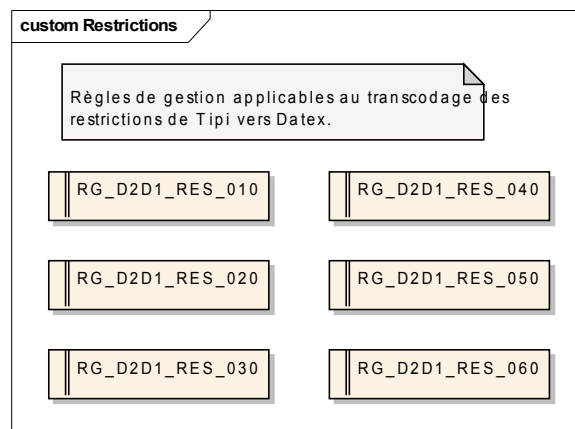 custom Restrictions
Règles de gestion applicables au transcodage des
restrictions de Tipi vers Datex.
RG_D2D1_RES_010
RG_D2D1_RES_040
RG_D2D1_RES_020
RG_D2D1_RES_050
RG_D2D1_RES_030
RG_D2D1_RES_060